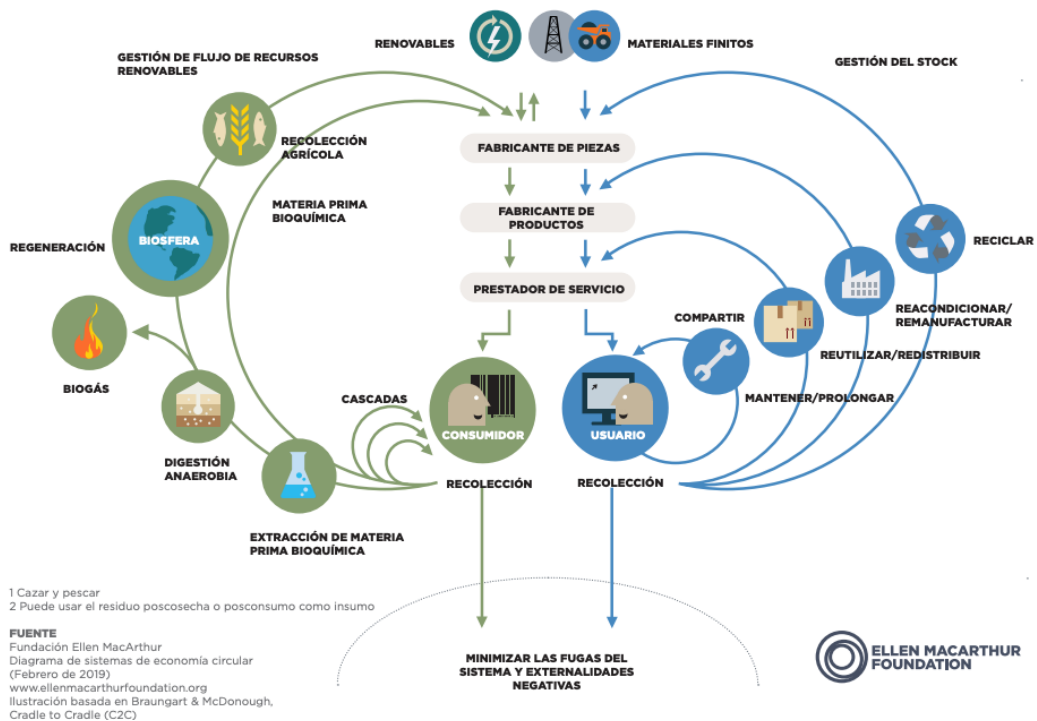 RENOVABLES
MATERIALES FINITOS
GESTIÓN DE FLUJO DE RECURSOS
RENOVABLES
GESTIÓN DEL STOCK
RECOLECCIÓN
AGRÍCOLA
FABRICANTE DE PIEZAS
MATERIA PRIMA
BIOQUÍMICA
FABRICANTE DE
PRODUCTOS
REGENERACIÓN
BIOSFERA
RECICLAR
PRESTADOR DE SERVICIO
REACONDICIONAR/
REMANUFACTURAR
COMPARTIR
REUTILIZAR/REDISTRIBUIR
BIOGÁS
MANTENER/PROLONGAR
CASCADAS
CONSUMIDOR
USUARIO
DIGESTIÓN
ANAEROBIA
RECOLECCIÓN
RECOLECCIÓN
EXTRACCIÓN DE MATERIA
PRIMA BIOQUÍMICA
1 Cazar y pescar
2 Puede usar el residuo poscosecha o posconsumo como insumo
FUENTE
Fundación Ellen MacArthur
Diagrama de sistemas de economía circular
(Febrero de 2019)
www.ellenmacarthurfoundation.org
Ilustración basada en Braungart & McDonough,
Cradle to Cradle (C2C)
MINIMIZAR LAS FUGAS DEL
SISTEMA Y EXTERNALIDADES
NEGATIVAS
ELLEN MACARTHUR
FOUNDATION